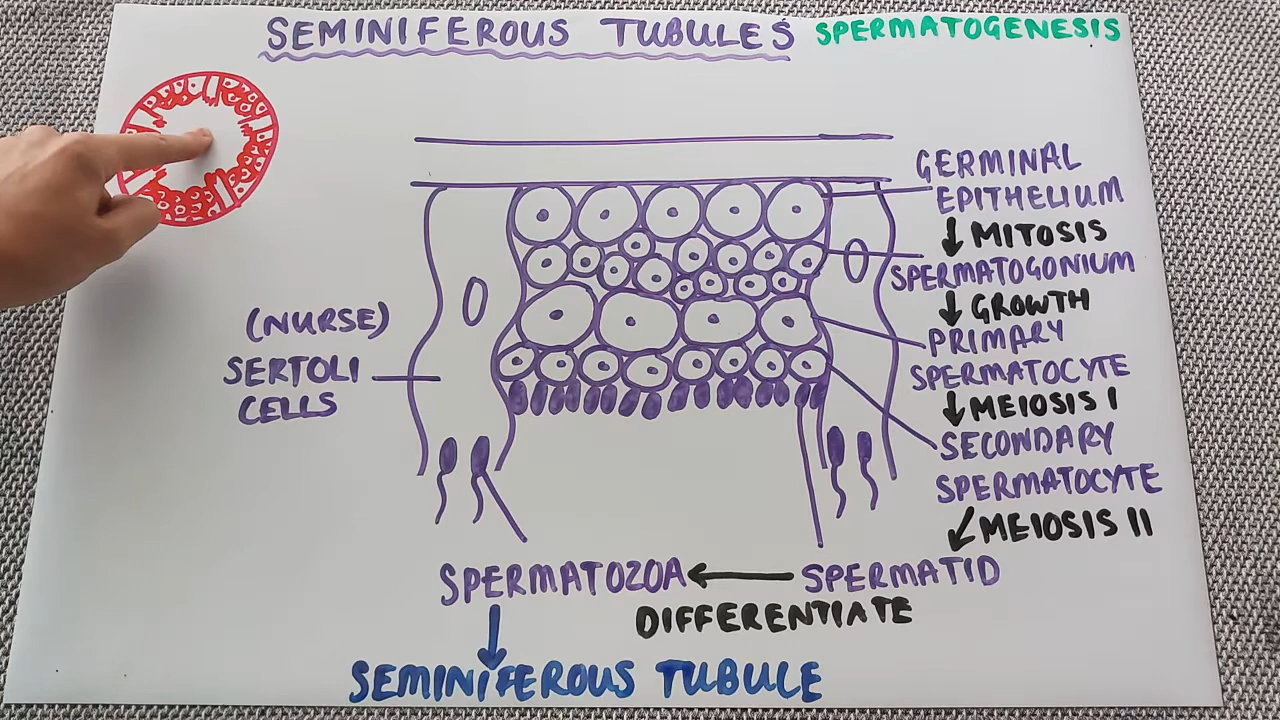 SEMINIFEROUS TUBULES SPERMATOGENESIS
GERMINAL
EPITHELIUM
↓ MITOSIS
SPERMATOGONIUM
↓ GROWTH
PRIMARY
SPERMATOCYTE
↓ MEIOSIS I
SECONDARY
SPERMATOCYTE
↙ MEIOSIS II
(NURSE)
SERTOLI
CELLS
SPERMATOZOA ← SPERMATID
DIFFERENTIATE
↓
SEMINIFEROUS TUBULE